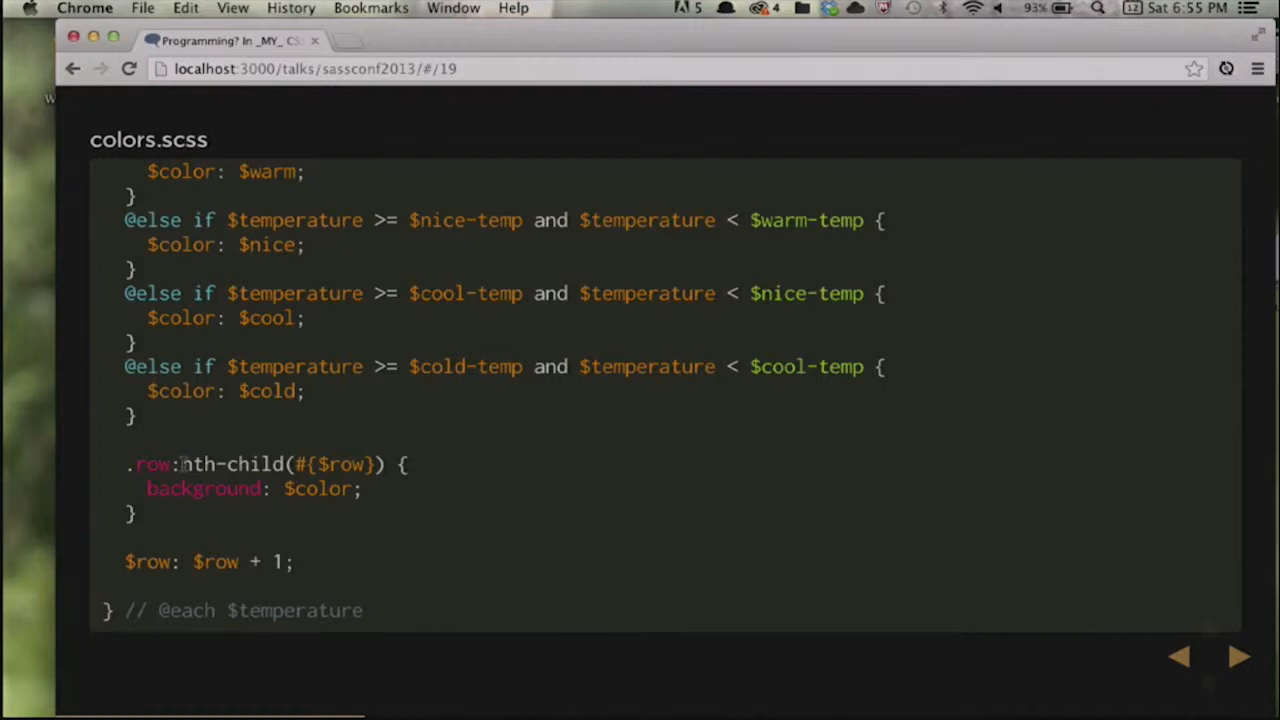 Chrome File Edit View History Bookmarks Window Help 5 4 93% 12 Sat 6:55 PM
Programming? In _MY_ CS
localhost:3000/talks/sassconf2013/#/19
w
colors.scss
$color: $warm;
}
@else if $temperature >= $nice-temp and $temperature < $warm-temp {
$color: $nice;
}
@else if $temperature >= $cool-temp and $temperature < $nice-temp {
$color: $cool;
}
@else if $temperature >= $cold-temp and $temperature < $cool-temp {
$color: $cold;
}
.row:nth-child(#{$row}) {
background: $color;
}
$row: $row + 1;
} // @each $temperature